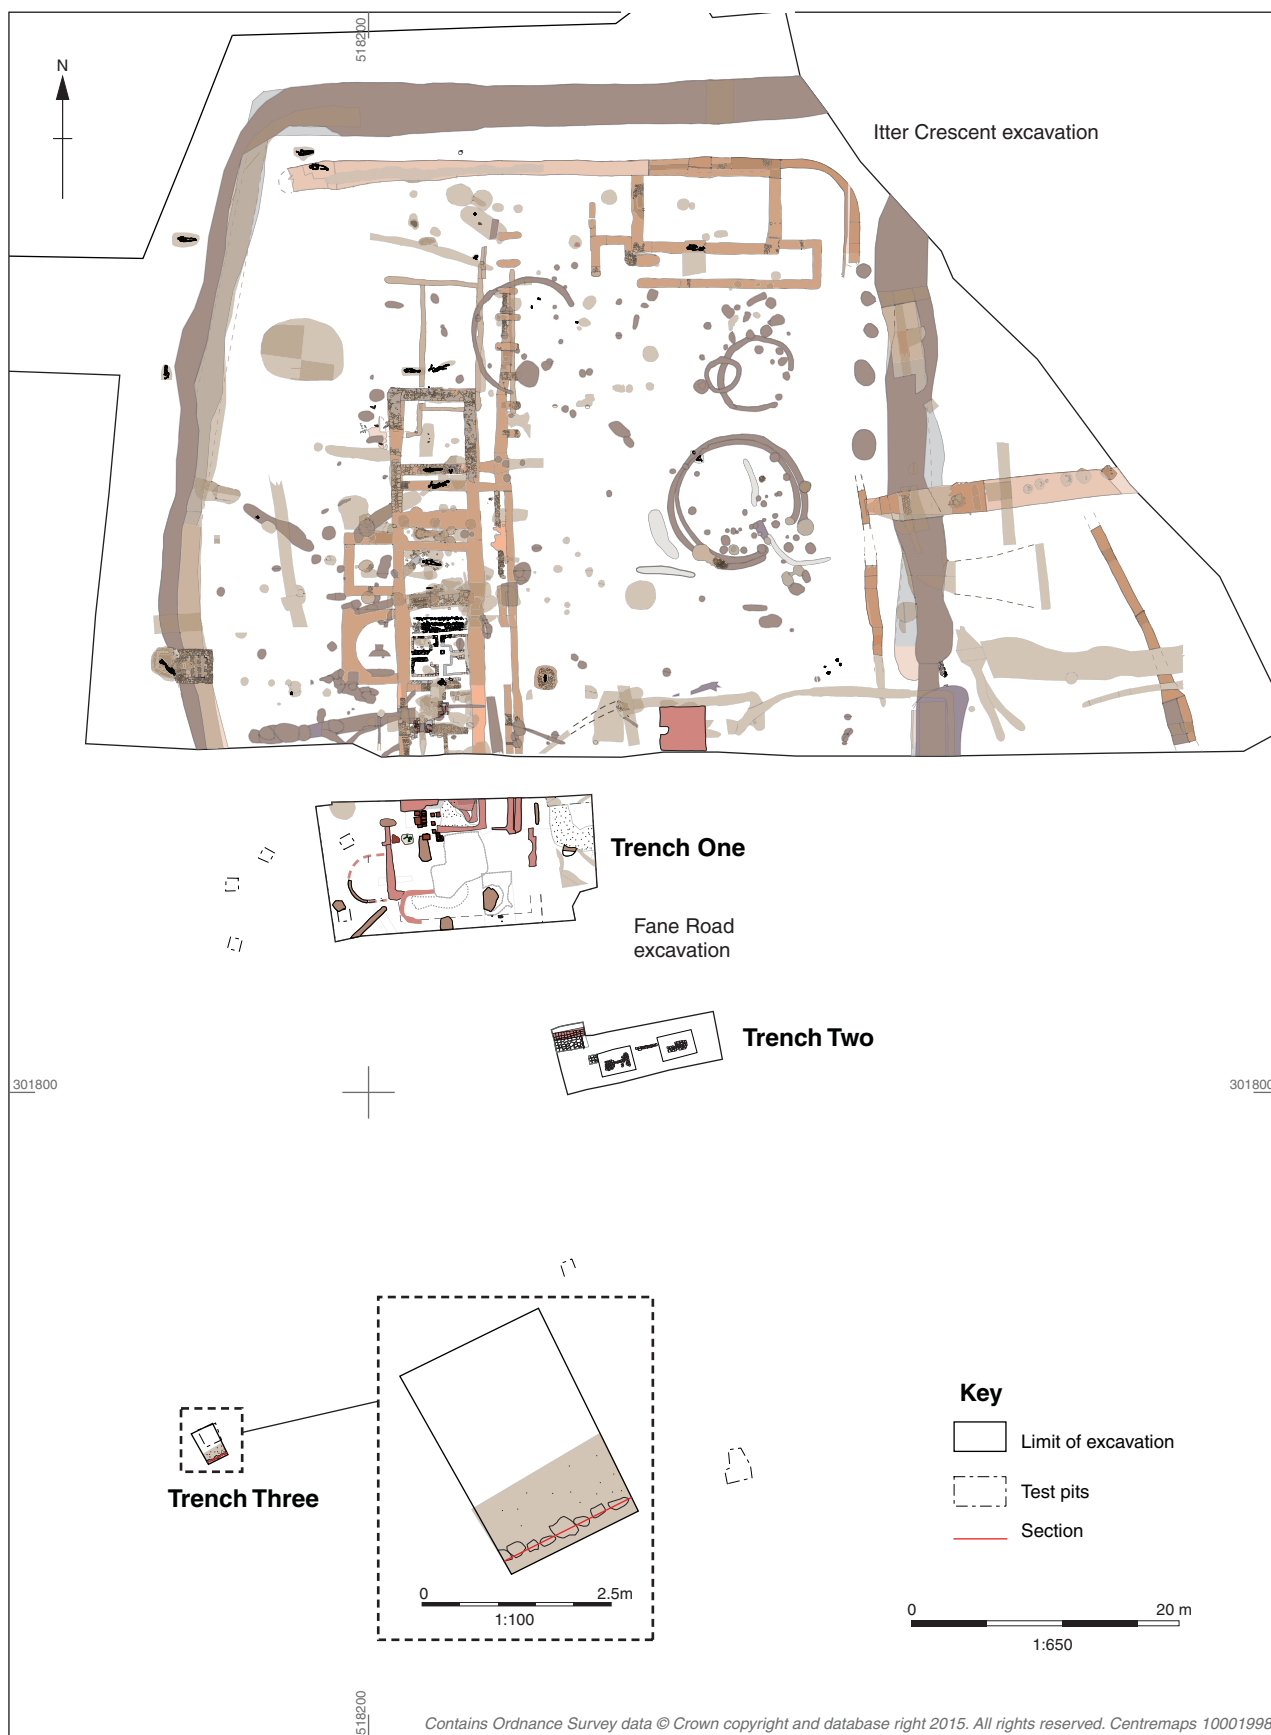 518200
N
Itter Crescent excavation
Trench One
Fane Road
excavation
Trench Two
301800
301800
Trench Three
0 2.5m
1:100
Key
Limit of excavation
Test pits
Section
0 20 m
1:650
518200
Contains Ordnance Survey data © Crown copyright and database right 2015. All rights reserved. Centremaps 10001998